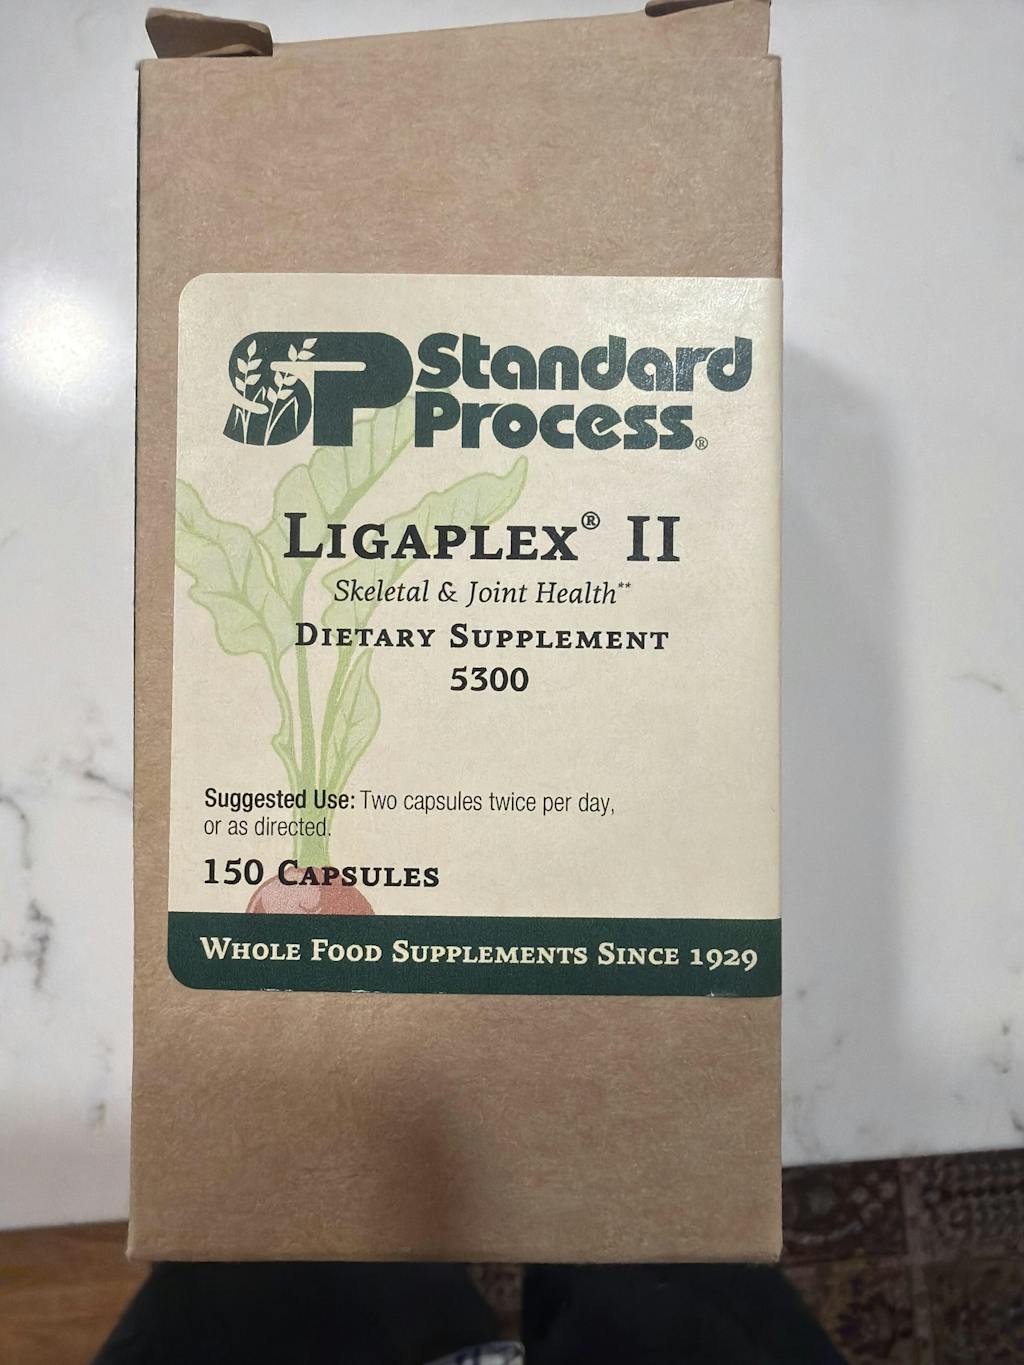 SP Standard
Process®
LIGAPLEX® II
Skeletal & Joint Health**
DIETARY SUPPLEMENT
5300
Suggested Use: Two capsules twice per day,
or as directed.
150 CAPSULES
WHOLE FOOD SUPPLEMENTS SINCE 1929